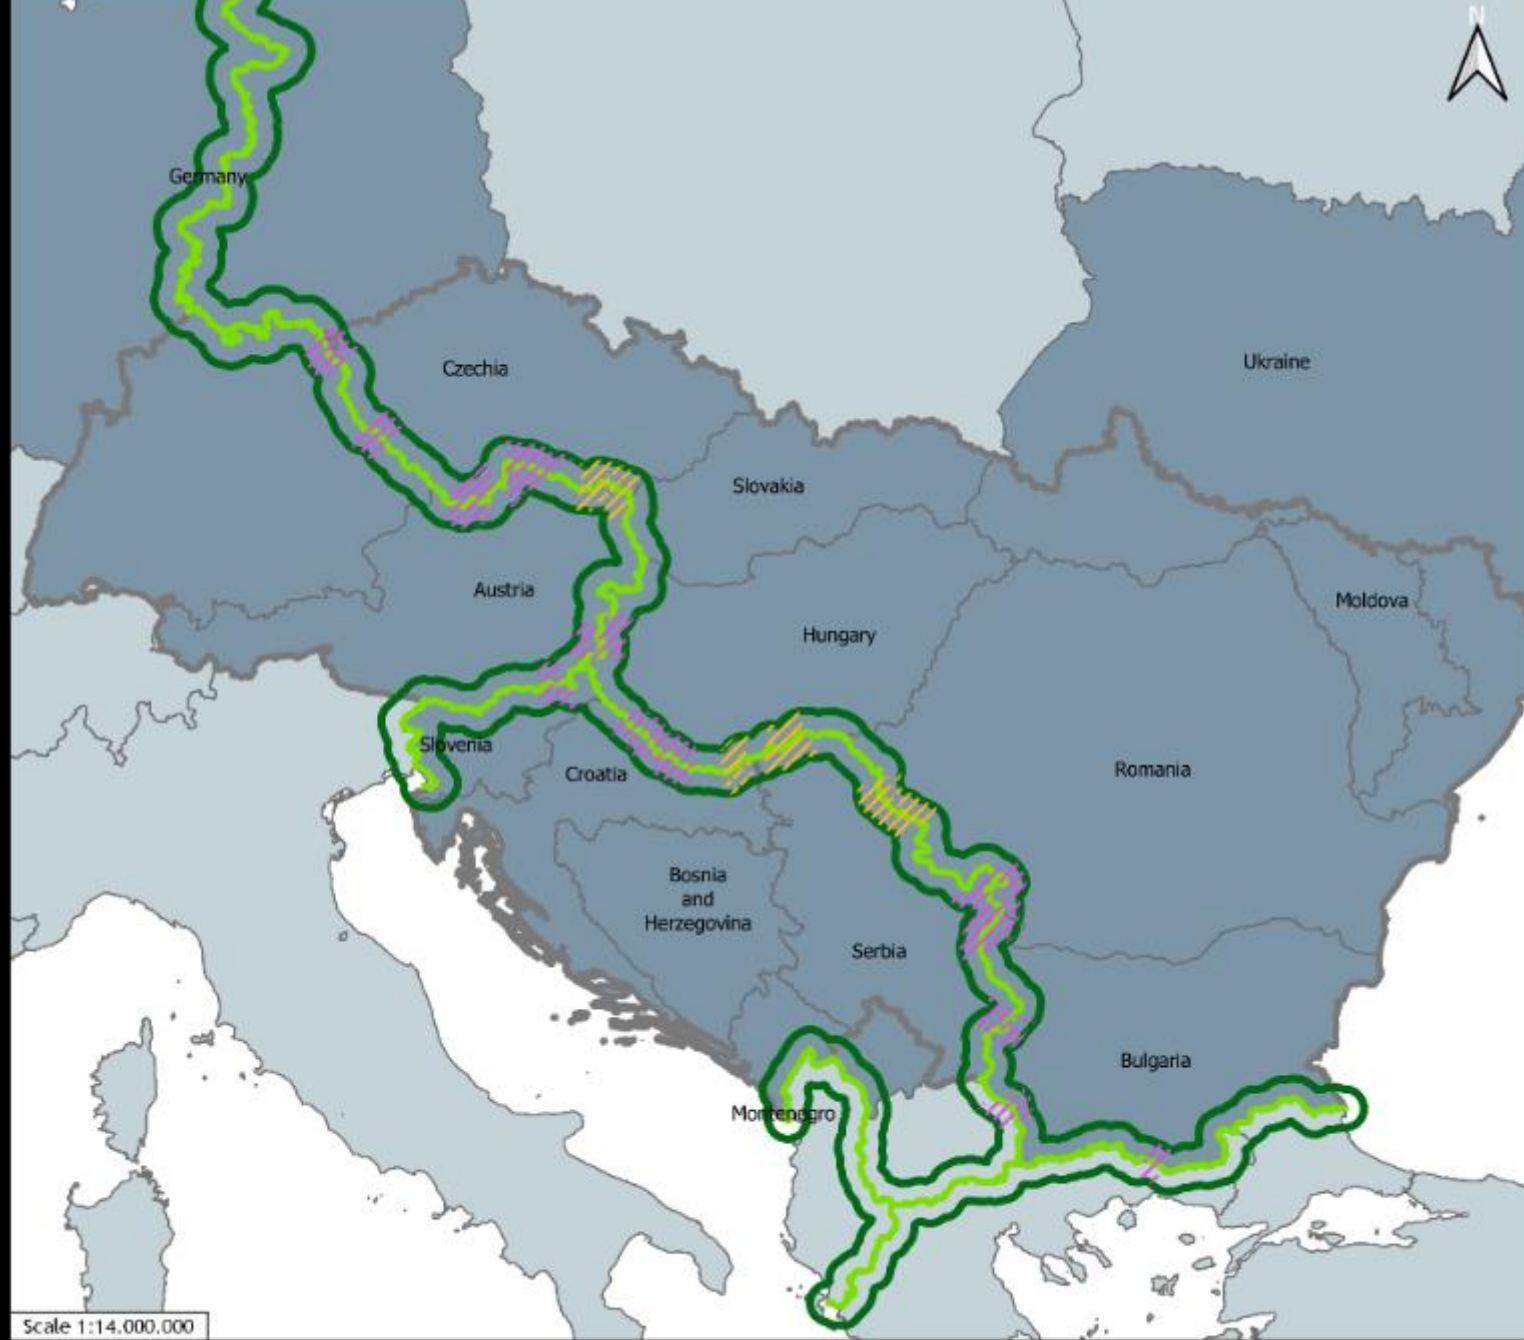 N
Germany
Czechia
Ukraine
Slovakia
Austria
Moldova
Hungary
Slovenia
Croatia
Romania
Bosnia
and
Herzegovina
Serbia
Bulgaria
Montenegro
Scale 1:14.000.000